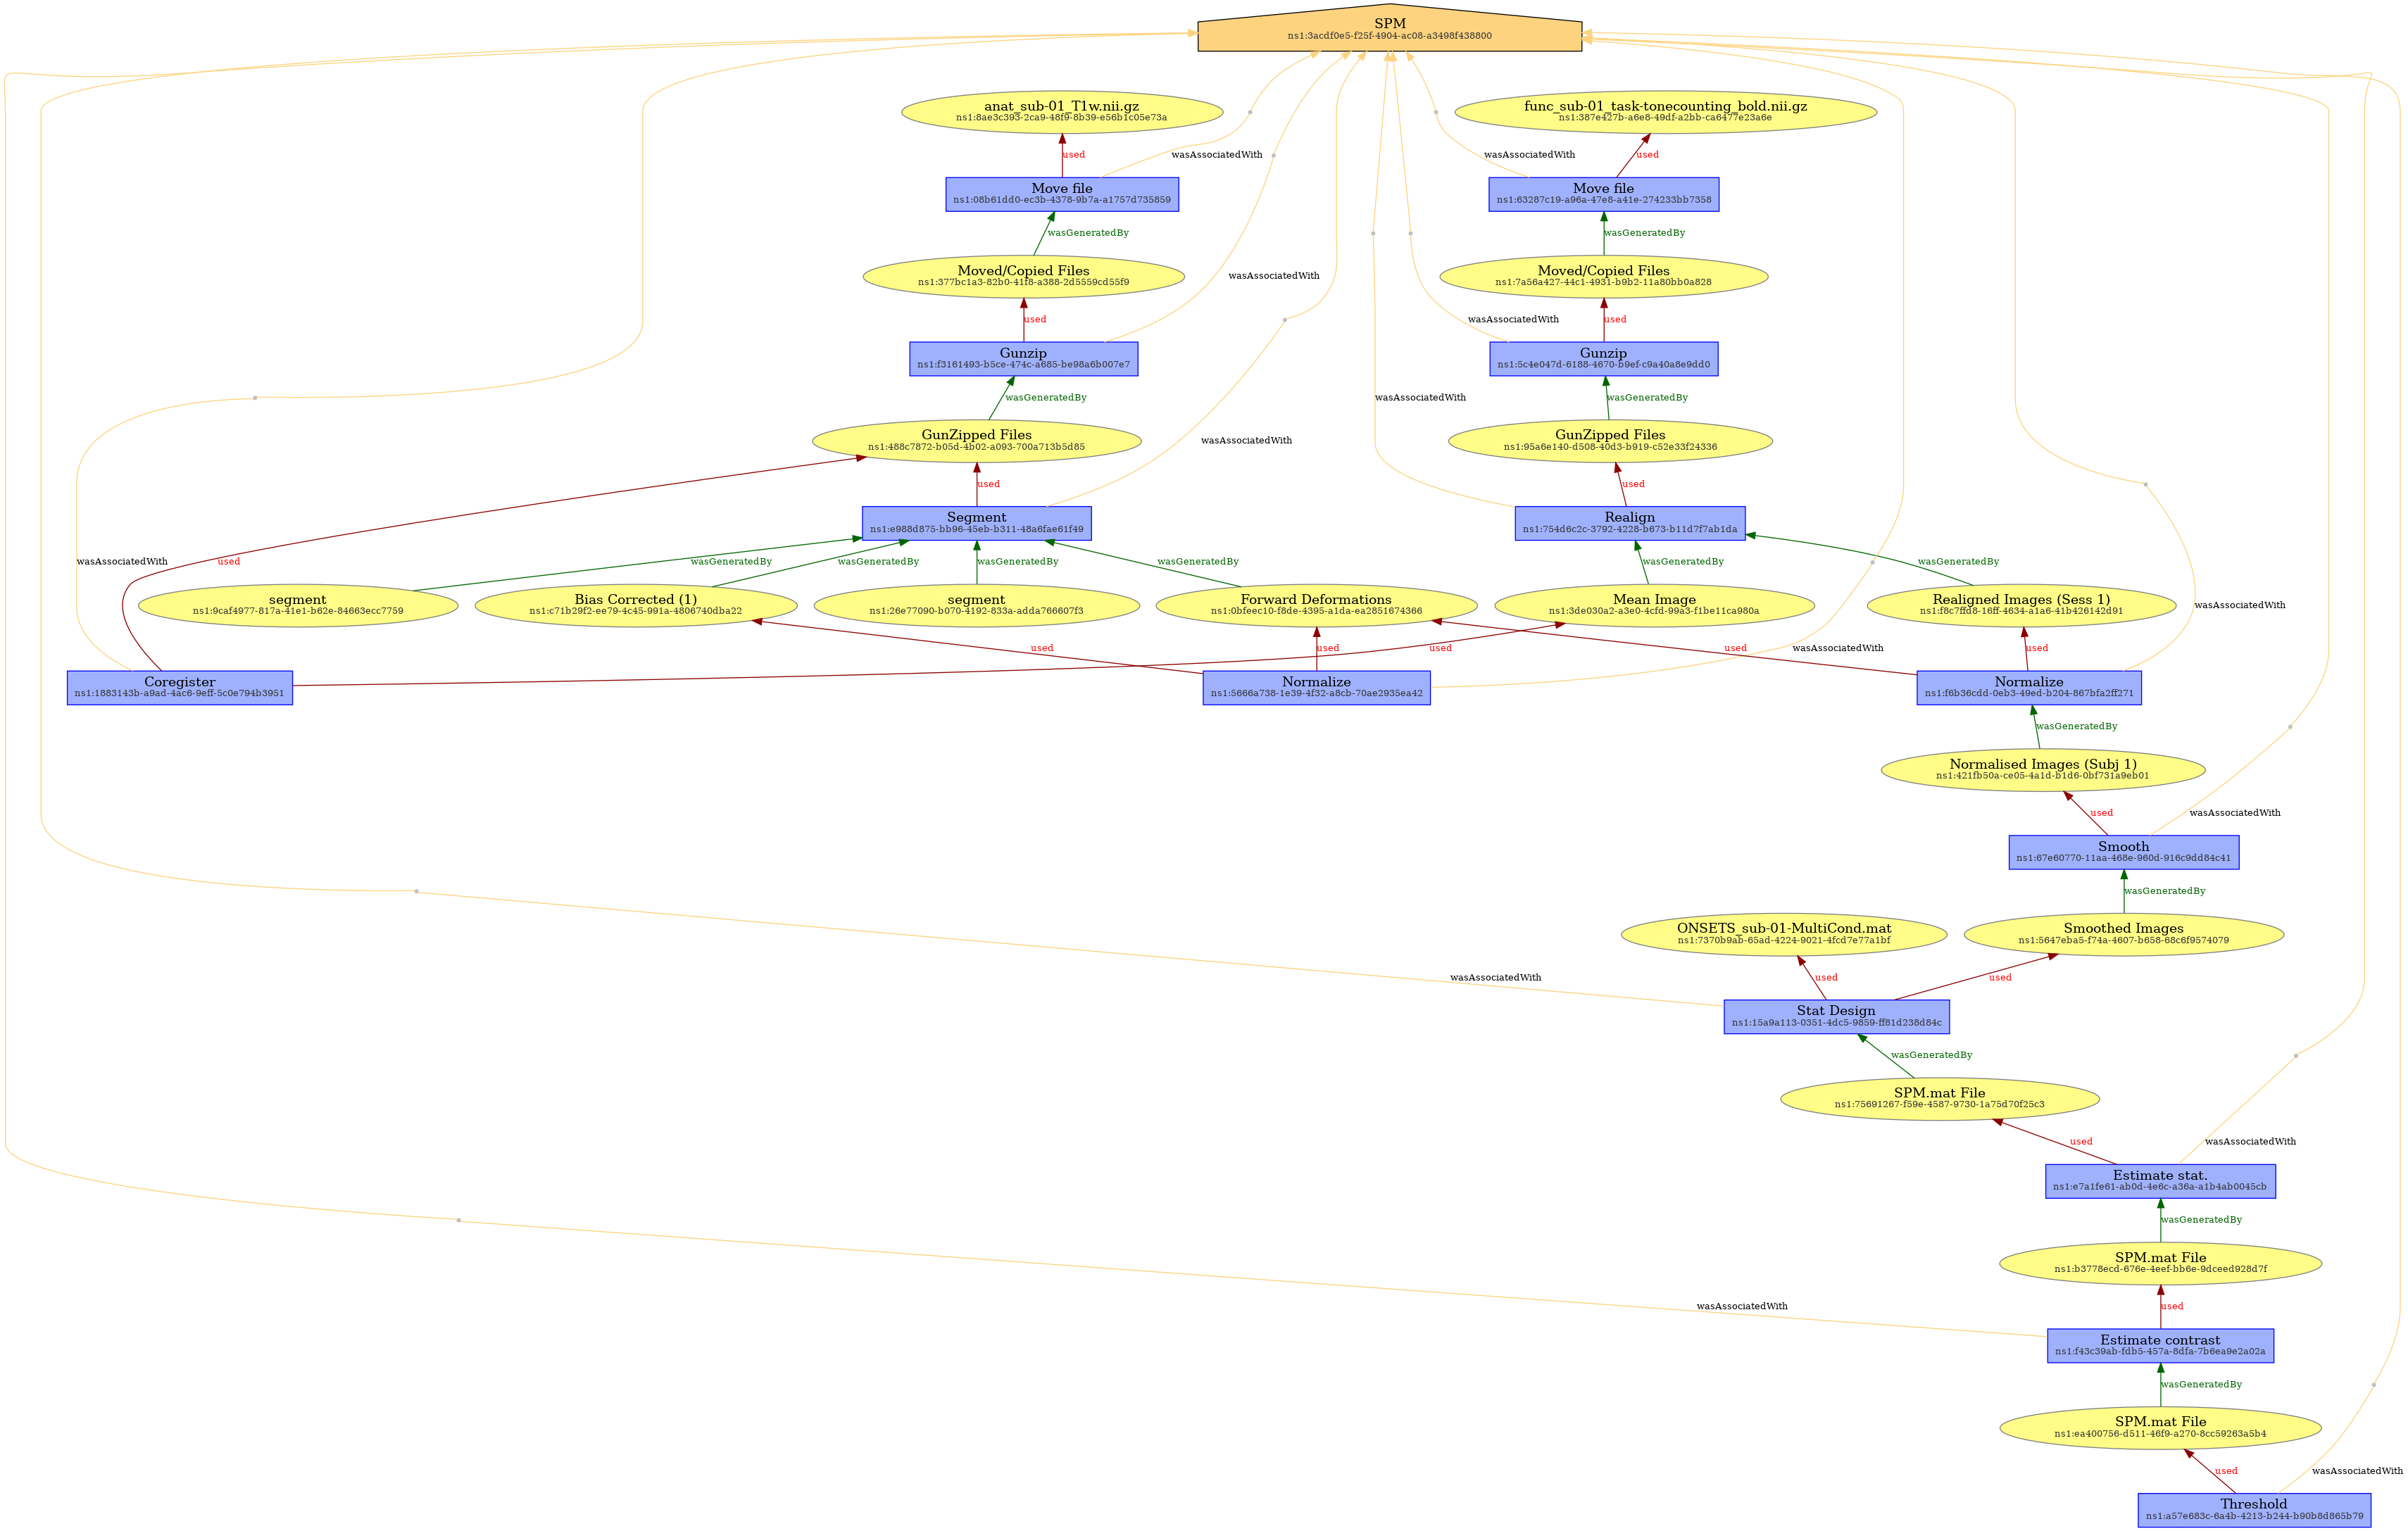 SPM
ns1:3acdf0e5-f25f-4904-ac08-a3498f438800
anat_sub-01_T1w.nii.gz
ns1:8ae3c393-2ca9-48f9-8b39-e56b1c05e73a
func_sub-01_task-tonecounting_bold.nii.gz
ns1:387e427b-a6e8-49df-a2bb-ca6477e23a6e
used
wasAssociatedWith
wasAssociatedWith
used
Move file
ns1:08b61dd0-ec3b-4378-9b7a-a1757d735859
Move file
ns1:63287c19-a96a-47e8-a41e-274233bb7358
wasGeneratedBy
wasGeneratedBy
Moved/Copied Files
ns1:377bc1a3-82b0-41f8-a388-2d5559cd55f9
wasAssociatedWith
Moved/Copied Files
ns1:7a56a427-44c1-4931-b9b2-11a80bb0a828
used
wasAssociatedWith
used
Gunzip
ns1:f3161493-b5ce-474c-a685-be98a6b007e7
Gunzip
ns1:5c4e047d-6188-4670-b9ef-c9a40a8e9dd0
wasGeneratedBy
wasAssociatedWith
wasGeneratedBy
GunZipped Files
ns1:488c7872-b05d-4b02-a093-700a713b5d85
wasAssociatedWith
GunZipped Files
ns1:95a6e140-d508-40d3-b919-c52e33f24336
used
used
Segment
ns1:e988d875-bb96-45eb-b311-48a6fae61f49
Realign
ns1:754d6c2c-3792-4228-b673-b11d7f7ab1da
wasAssociatedWith
used
wasGeneratedBy
wasGeneratedBy
wasGeneratedBy
wasGeneratedBy
wasGeneratedBy
wasGeneratedBy
segment
ns1:9caf4977-817a-41e1-b62e-84663ecc7759
Bias Corrected (1)
ns1:c71b29f2-ee79-4c45-991a-4806740dba22
segment
ns1:26e77090-b070-4192-833a-adda766607f3
Forward Deformations
ns1:0bfeec10-f8de-4395-a1da-ea2851674366
Mean Image
ns1:3de030a2-a3e0-4cfd-99a3-f1be11ca980a
Realigned Images (Sess 1)
ns1:f8c7ffd8-16ff-4634-a1a6-41b426142d91
wasAssociatedWith
used
used
used
used
wasAssociatedWith
used
Coregister
ns1:1883143b-a9ad-4ac6-9eff-5c0e794b3951
Normalize
ns1:5666a738-1e39-4f32-a8cb-70ae2935ea42
Normalize
ns1:f6b36cdd-0eb3-49ed-b204-867bfa2ff271
wasGeneratedBy
Normalised Images (Subj 1)
ns1:421fb50a-ce05-4a1d-b1d6-0bf731a9eb01
used
wasAssociatedWith
Smooth
ns1:67e60770-11aa-468e-960d-916c9dd84c41
wasGeneratedBy
ONSETS_sub-01-MultiCond.mat
ns1:7370b9ab-65ad-4224-9021-4fcd7e77a1bf
Smoothed Images
ns1:5647eba5-f74a-4607-b658-68c6f9574079
wasAssociatedWith
used
used
Stat Design
ns1:15a9a113-0351-4dc5-9859-ff81d238d84c
wasGeneratedBy
SPM.mat File
ns1:75691267-f59e-4587-9730-1a75d70f25c3
used
wasAssociatedWith
Estimate stat.
ns1:e7a1fe61-ab0d-4e6c-a36a-a1b4ab0045cb
wasGeneratedBy
SPM.mat File
ns1:b3778ecd-676e-4eef-bb6e-9dceed928d7f
wasAssociatedWith
used
Estimate contrast
ns1:f43c39ab-fdb5-457a-8dfa-7b6ea9e2a02a
wasGeneratedBy
SPM.mat File
ns1:ea400756-d511-46f9-a270-8cc59263a5b4
used
wasAssociatedWith
Threshold
ns1:a57e683c-6a4b-4213-b244-b90b8d865b79